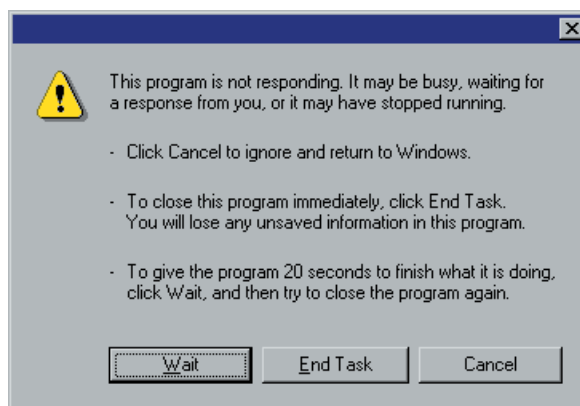 This program is not responding. It may be busy, waiting for
a response from you, or it may have stopped running.
- Click Cancel to ignore and return to Windows.
- To close this program immediately, click End Task.
You will lose any unsaved information in this program.
- To give the program 20 seconds to finish what it is doing,
click Wait, and then try to close the program again.
Wait End Task Cancel